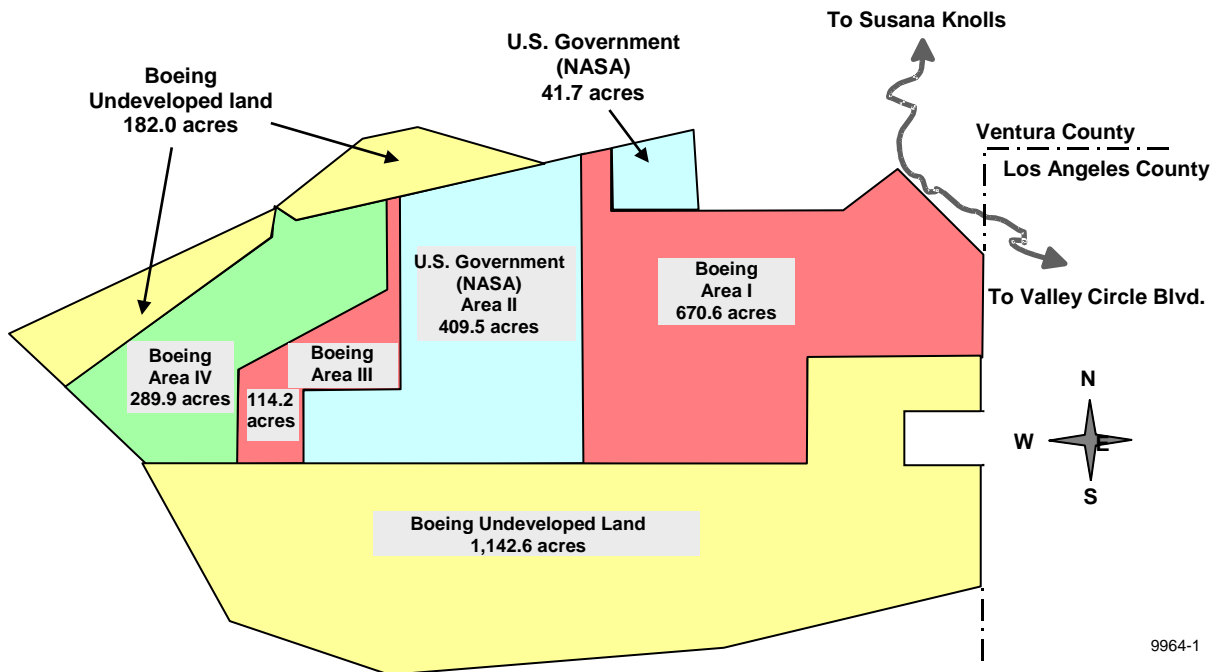 To Susana Knolls
U.S. Government
(NASA)
41.7 acres
Boeing
Undeveloped land
182.0 acres
Ventura County
Los Angeles County
To Valley Circle Blvd.
U.S. Government
(NASA)
Area II
409.5 acres
Boeing
Area I
670.6 acres
Boeing
Area III
114.2
acres
Boeing
Area IV
289.9 acres
N
W
E
S
Boeing Undeveloped Land
1,142.6 acres
9964-1